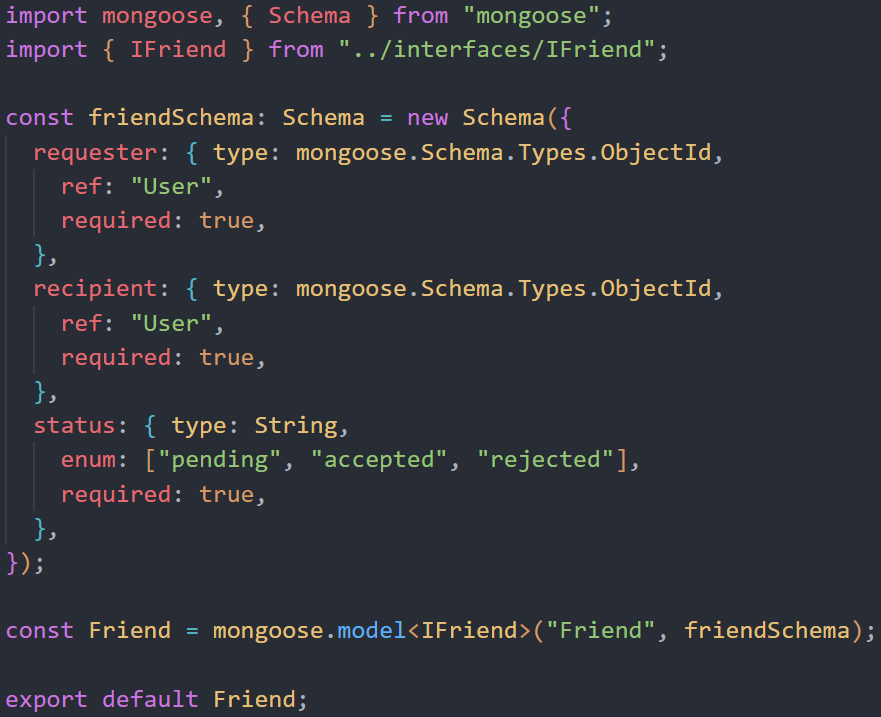 import mongoose, { Schema } from "mongoose";
import { IFriend } from "../interfaces/IFriend";

const friendSchema: Schema = new Schema({
  requester: { type: mongoose.Schema.Types.ObjectId,
    ref: "User",
    required: true,
  },
  recipient: { type: mongoose.Schema.Types.ObjectId,
    ref: "User",
    required: true,
  },
  status: { type: String,
    enum: ["pending", "accepted", "rejected"],
    required: true,
  },
});

const Friend = mongoose.model<IFriend>("Friend", friendSchema);

export default Friend;